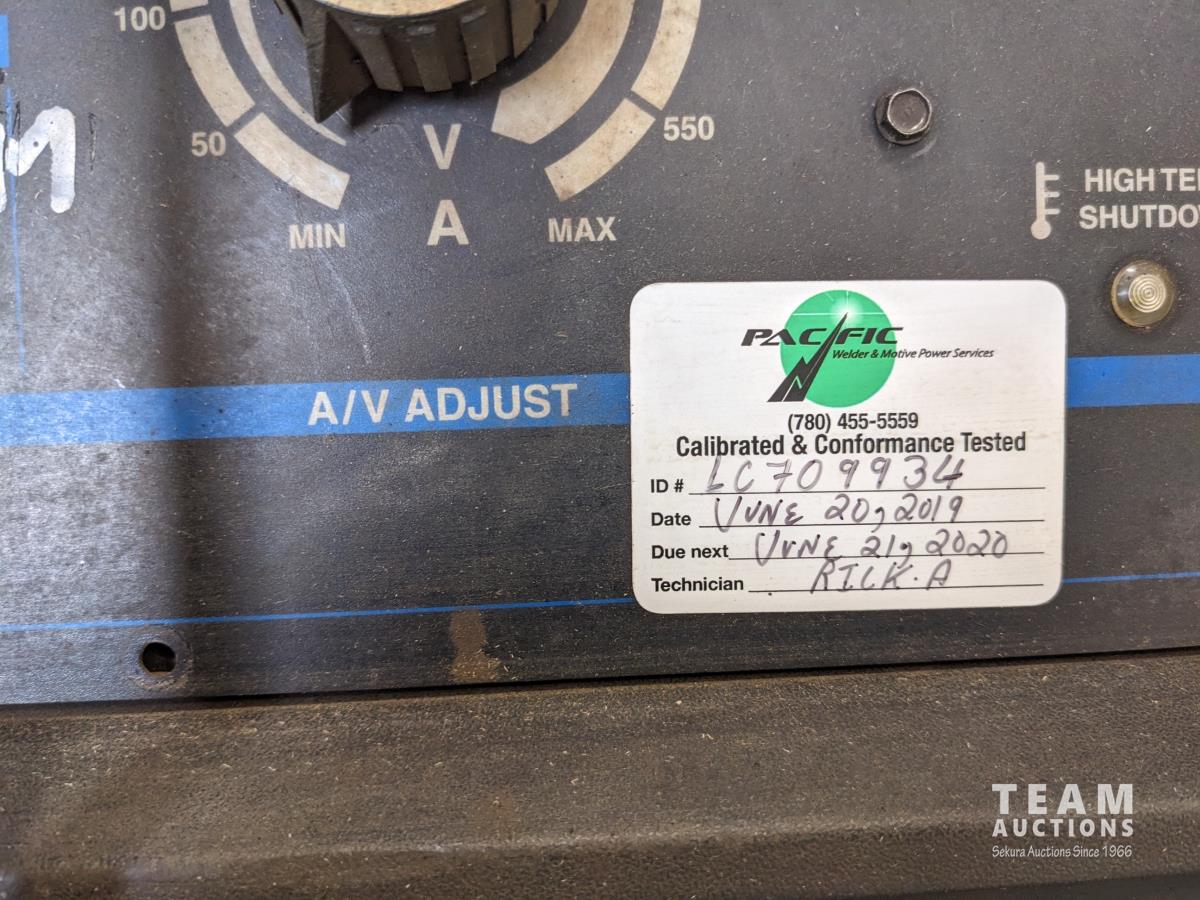 100
50
550
M
V
A
MIN
MAX
HIGH TE
SHUTDO
A/V ADJUST
PACIFIC
Welder & Motive Power Services
(780) 455-5559
Calibrated & Conformance Tested
ID # LC709934
Date JUNE 20, 2019
Due next JUNE 21, 2020
Technician RICK.A
TEAM
AUCTIONS
Sekura Auctions Since 1966